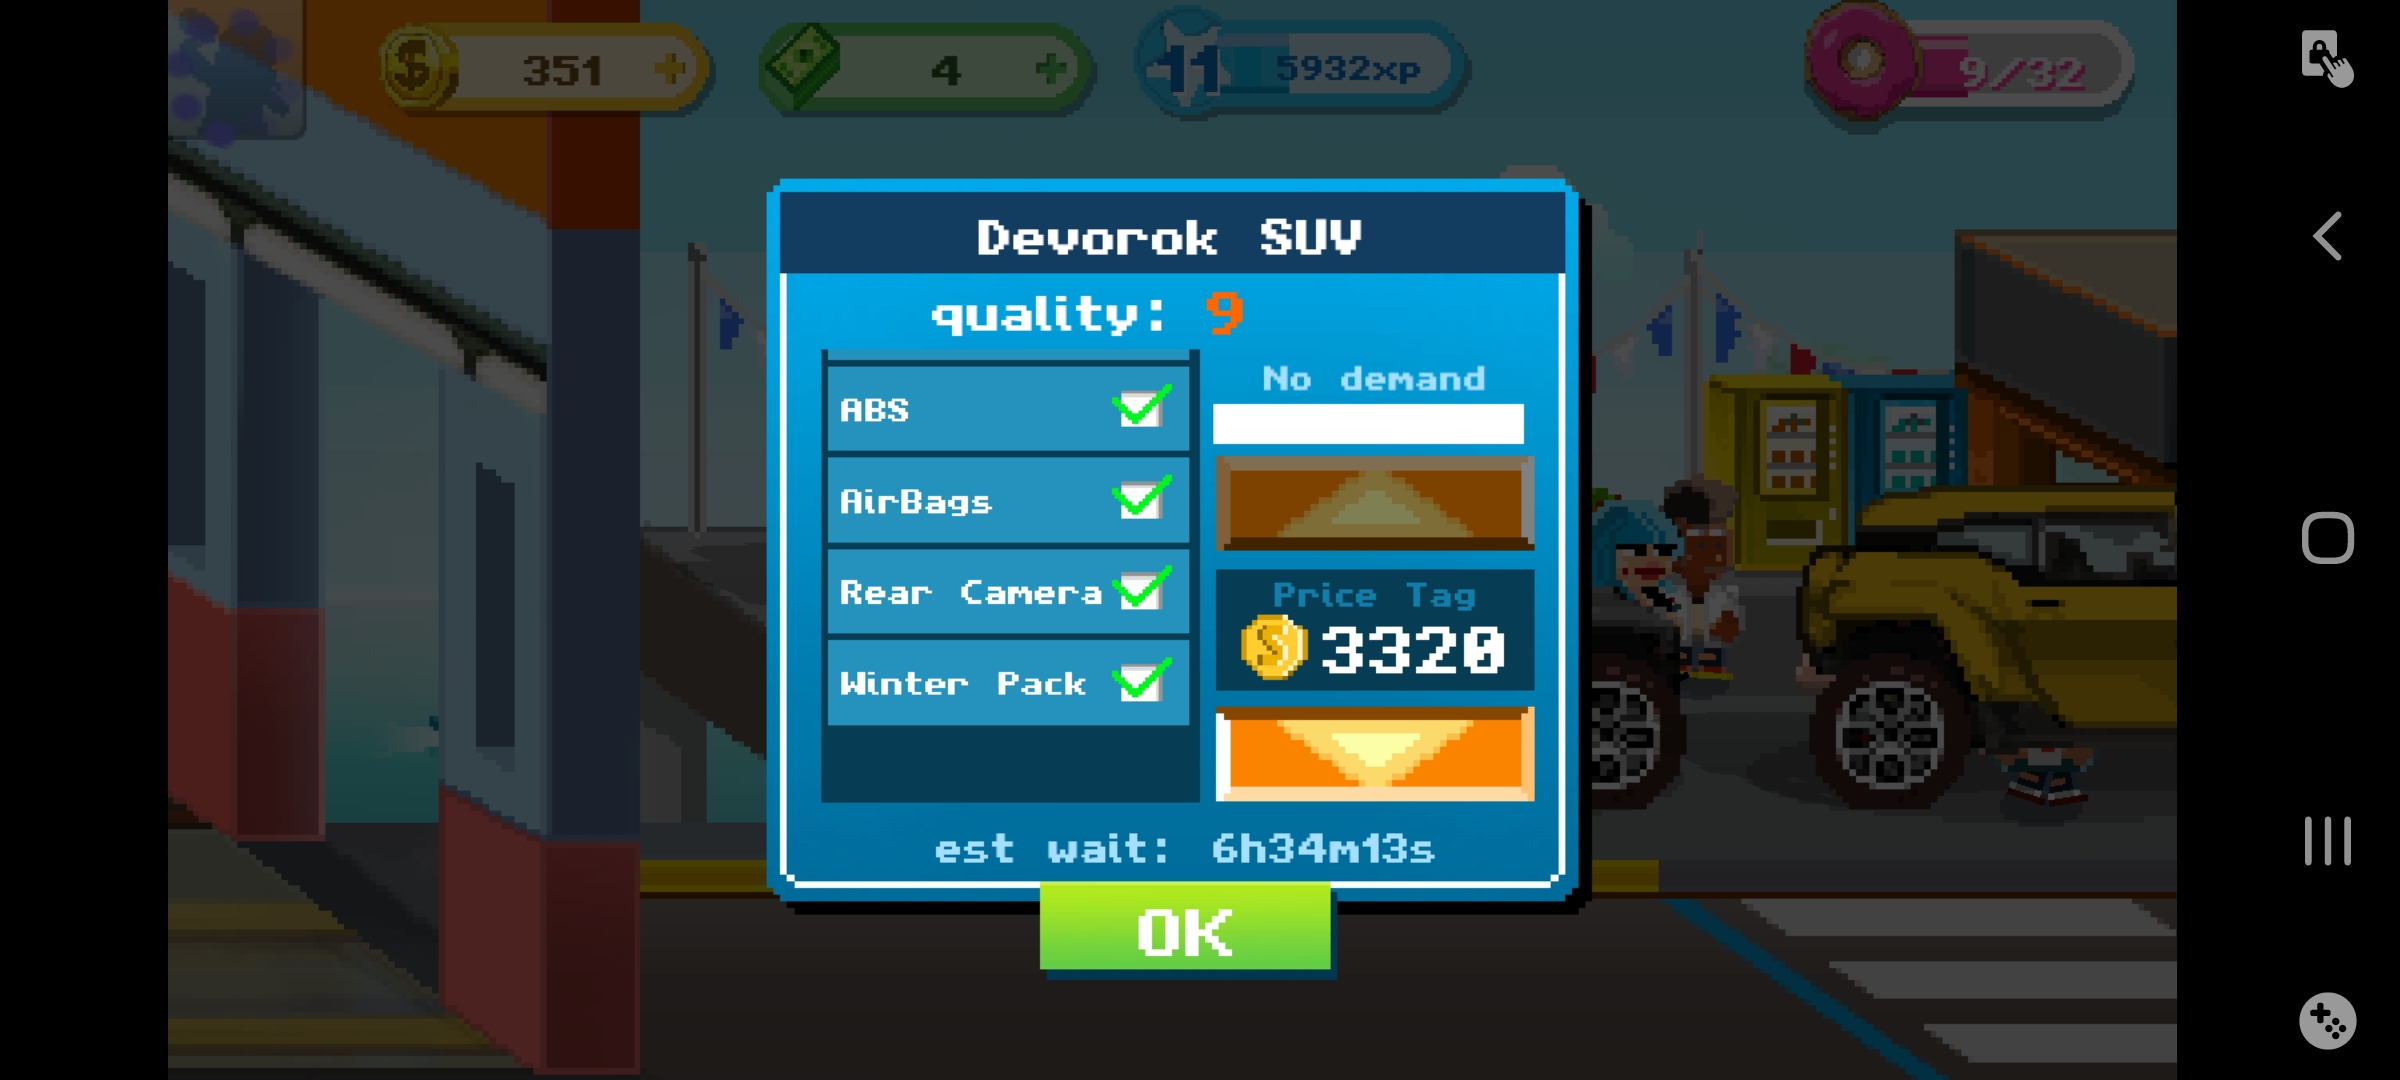 351
4
11 5932xp
9/32
Devorok SUV
quality: 9
ABS
AirBags
Rear Camera
Winter Pack
No demand
Price Tag
3320
est wait: 6h34m13s
OK